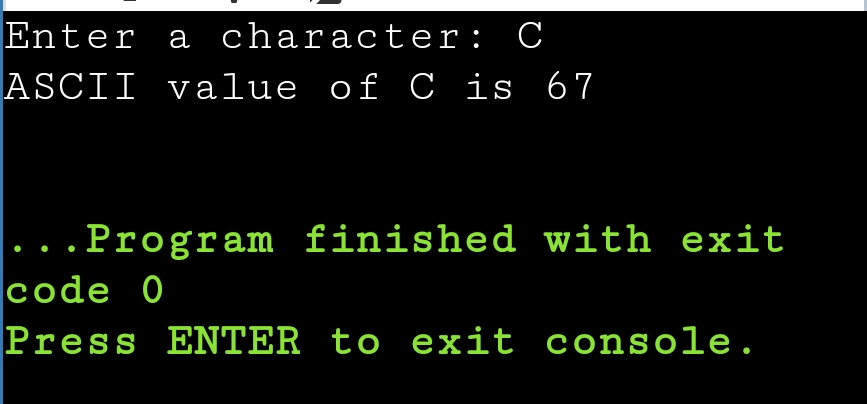 Enter a character: C
ASCII value of C is 67
...Program finished with exit
code 0
Press ENTER to exit console.